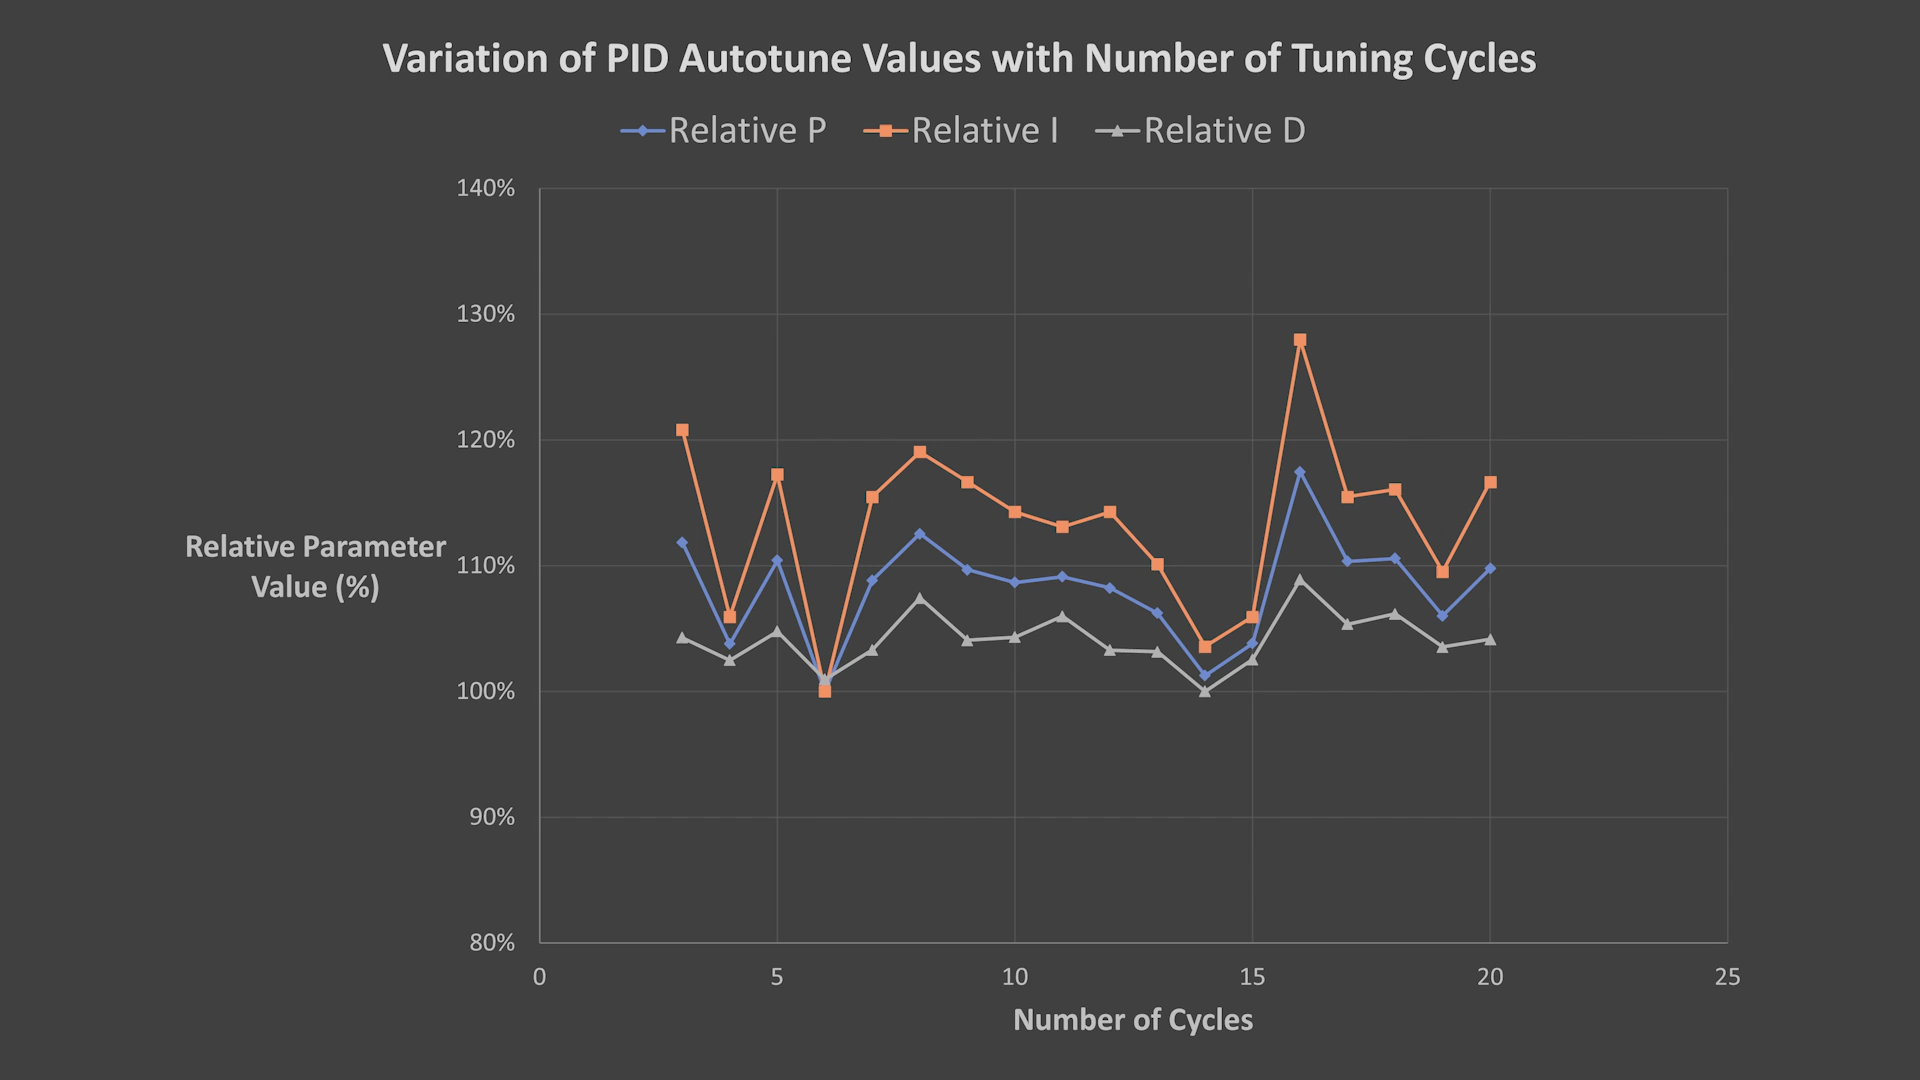 Variation of PID Autotune Values with Number of Tuning Cycles
Relative P Relative I Relative D
140%
130%
120%
110%
100%
90%
80%
Relative Parameter
Value (%)
0 5 10 15 20 25
Number of Cycles